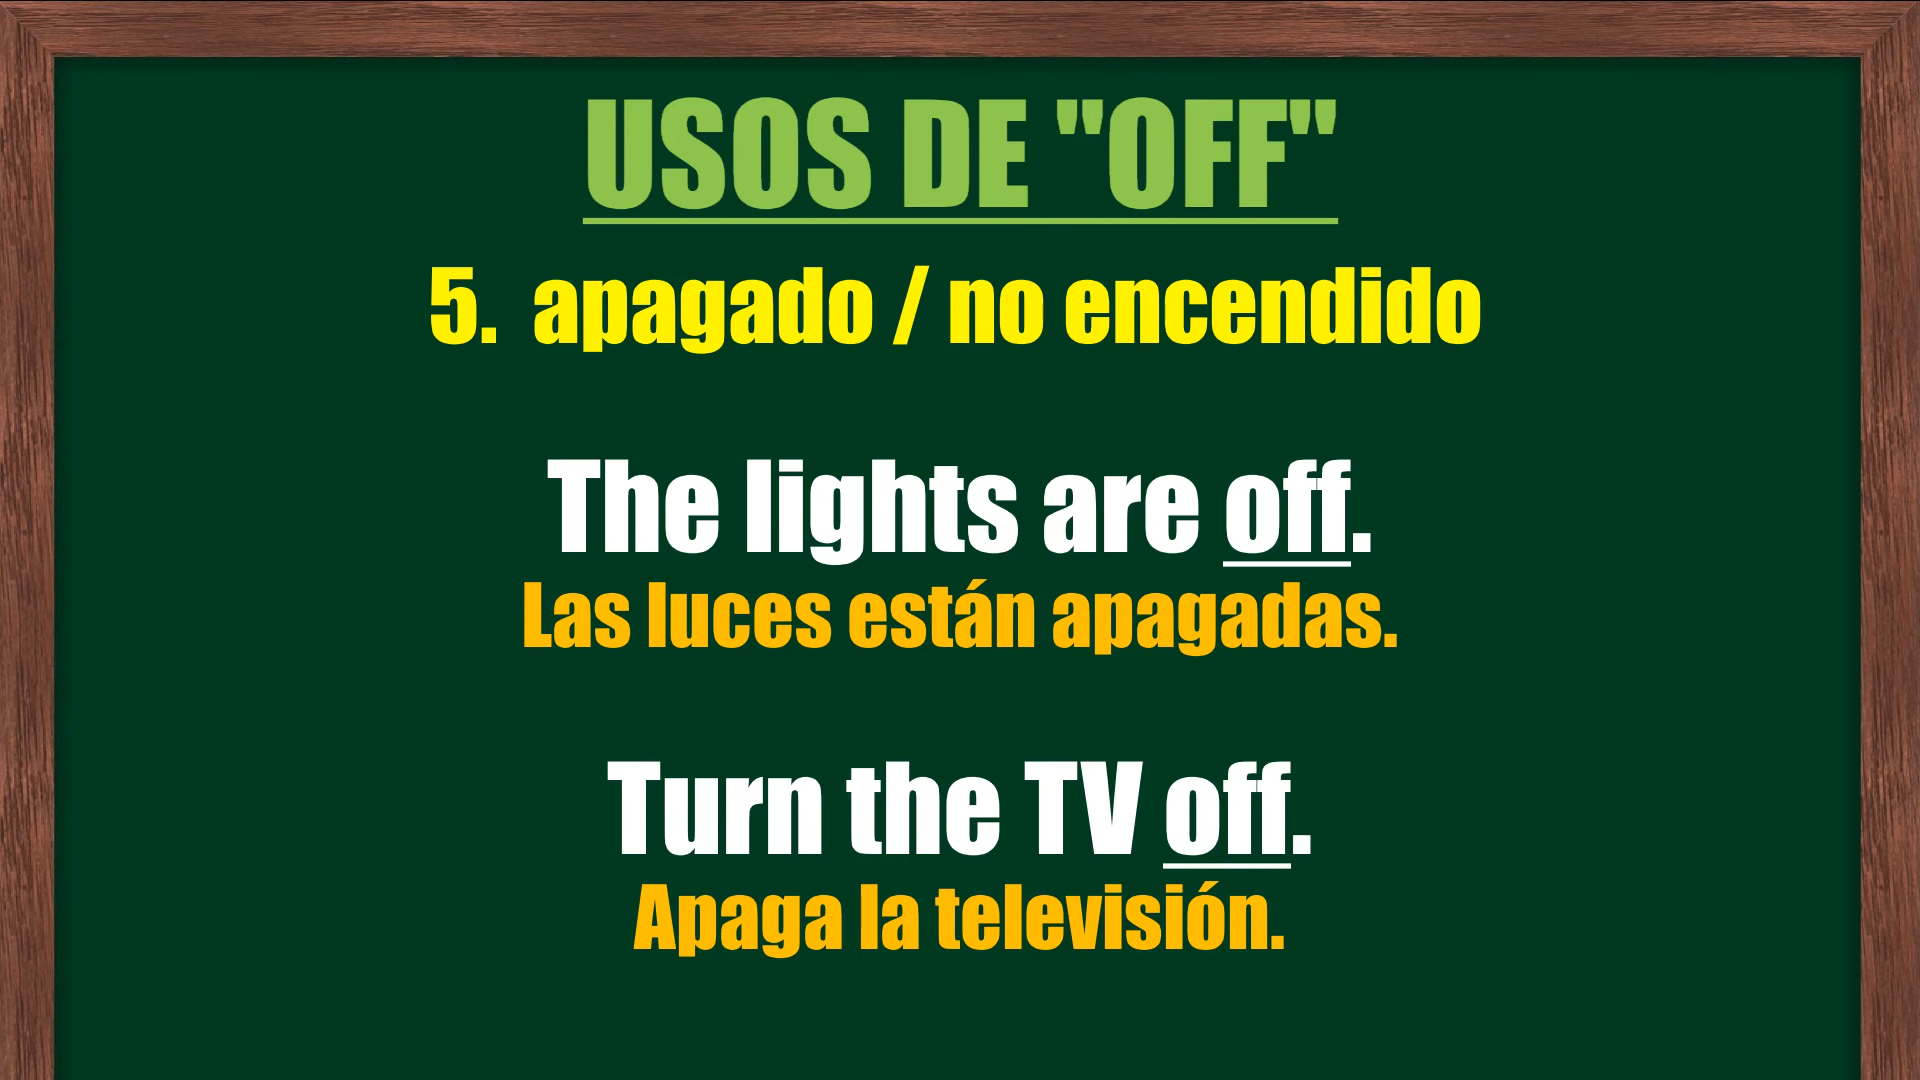 USOS DE "OFF"
5. apagado / no encendido
The lights are off.
Las luces están apagadas.
Turn the TV off.
Apaga la televisión.